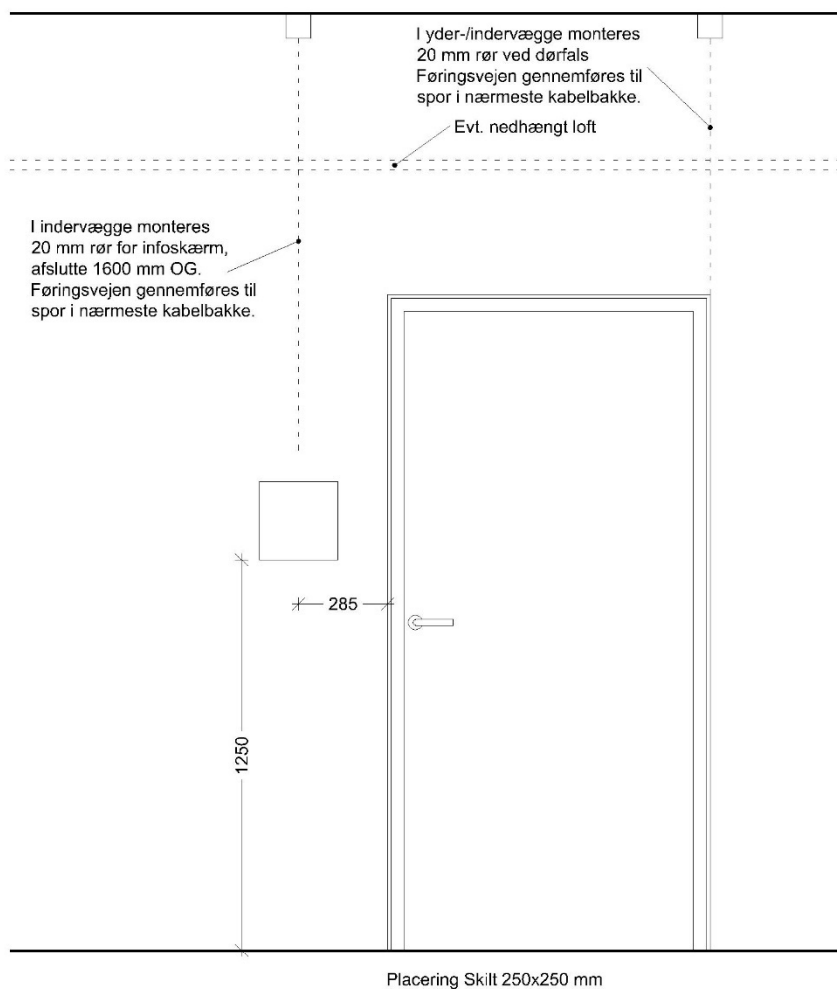 I yder-/indervægge monteres
20 mm rør ved dørfals
Føringsvejen gennemføres til
spor i nærmeste kabelbakke.
Evt. nedhængt loft
I indervægge monteres
20 mm rør for infoskærm,
afslutte 1600 mm OG.
Føringsvejen gennemføres til
spor i nærmeste kabelbakke.
285
1250
Placering Skilt 250x250 mm